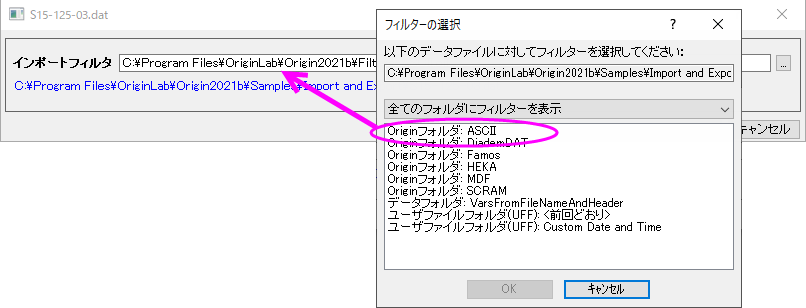 S15-125-03.dat
インポートフィルタ C:¥Program Files¥OriginLab¥Origin2021b¥Filt
...
C:¥Program Files¥OriginLab¥Origin2021b¥Samples¥Import and Ex
キャンセル
フィルターの選択
? ×
以下のデータファイルに対してフィルターを選択してください:
C:¥Program Files¥OriginLab¥Origin2021b¥Samples¥Import and Expo
全てのフォルダにフィルターを表示
Originフォルダ: ASCII
Originフォルダ: DiademDAT
Originフォルダ: Famos
Originフォルダ: HEKA
Originフォルダ: MDF
Originフォルダ: SCRAM
データフォルダ: VarsFromFileNameAndHeader
ユーザファイルフォルダ(UFF): <前回どおり>
ユーザファイルフォルダ(UFF): Custom Date and Time
OK キャンセル